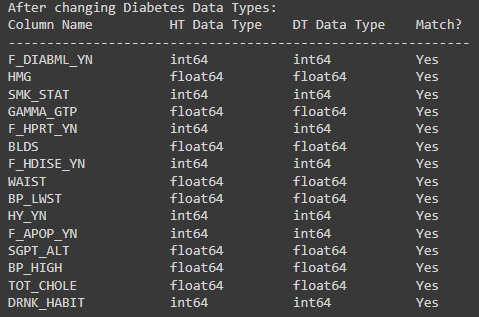 After changing Diabetes Data Types:
Column Name HT Data Type DT Data Type Match?
------------------------------------------------------------
F_DIABML_YN int64 int64 Yes
HMG float64 float64 Yes
SMK_STAT int64 int64 Yes
GAMMA_GTP float64 float64 Yes
F_HPRT_YN int64 int64 Yes
BLDS float64 float64 Yes
F_HDISE_YN int64 int64 Yes
WAIST float64 float64 Yes
BP_LWST float64 float64 Yes
HY_YN int64 int64 Yes
F_APOP_YN int64 int64 Yes
SGPT_ALT float64 float64 Yes
BP_HIGH float64 float64 Yes
TOT_CHOLE float64 float64 Yes
DRNK_HABIT int64 int64 Yes